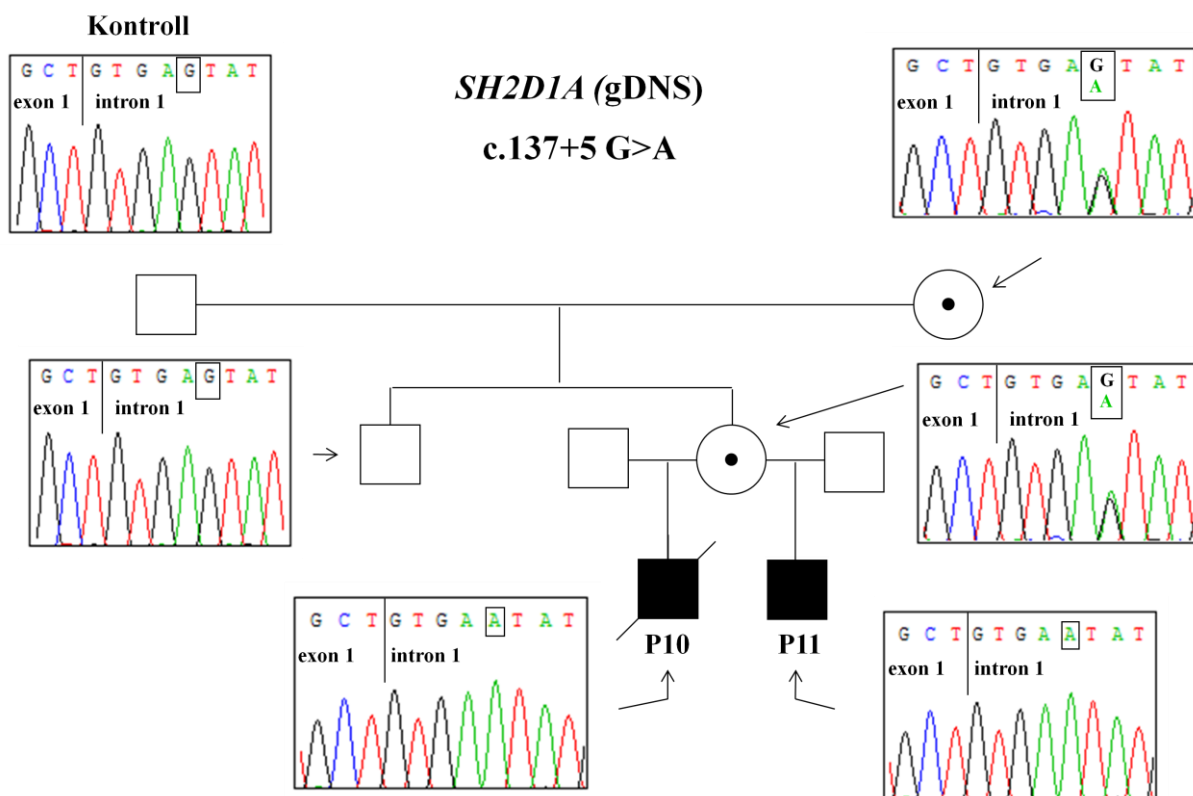 Kontroll
G C T G T G A G T A T
exon 1 intron 1
SH2D1A (gDNS)
c.137+5 G>A
G C T G T G A G T A T
A
exon 1 intron 1
G C T G T G A G T A T
exon 1 intron 1
G C T G T G A G T A T
A
exon 1 intron 1
G C T G T G A A T A T
exon 1 intron 1
P10
P11
G C T G T G A A T A T
exon 1 intron 1